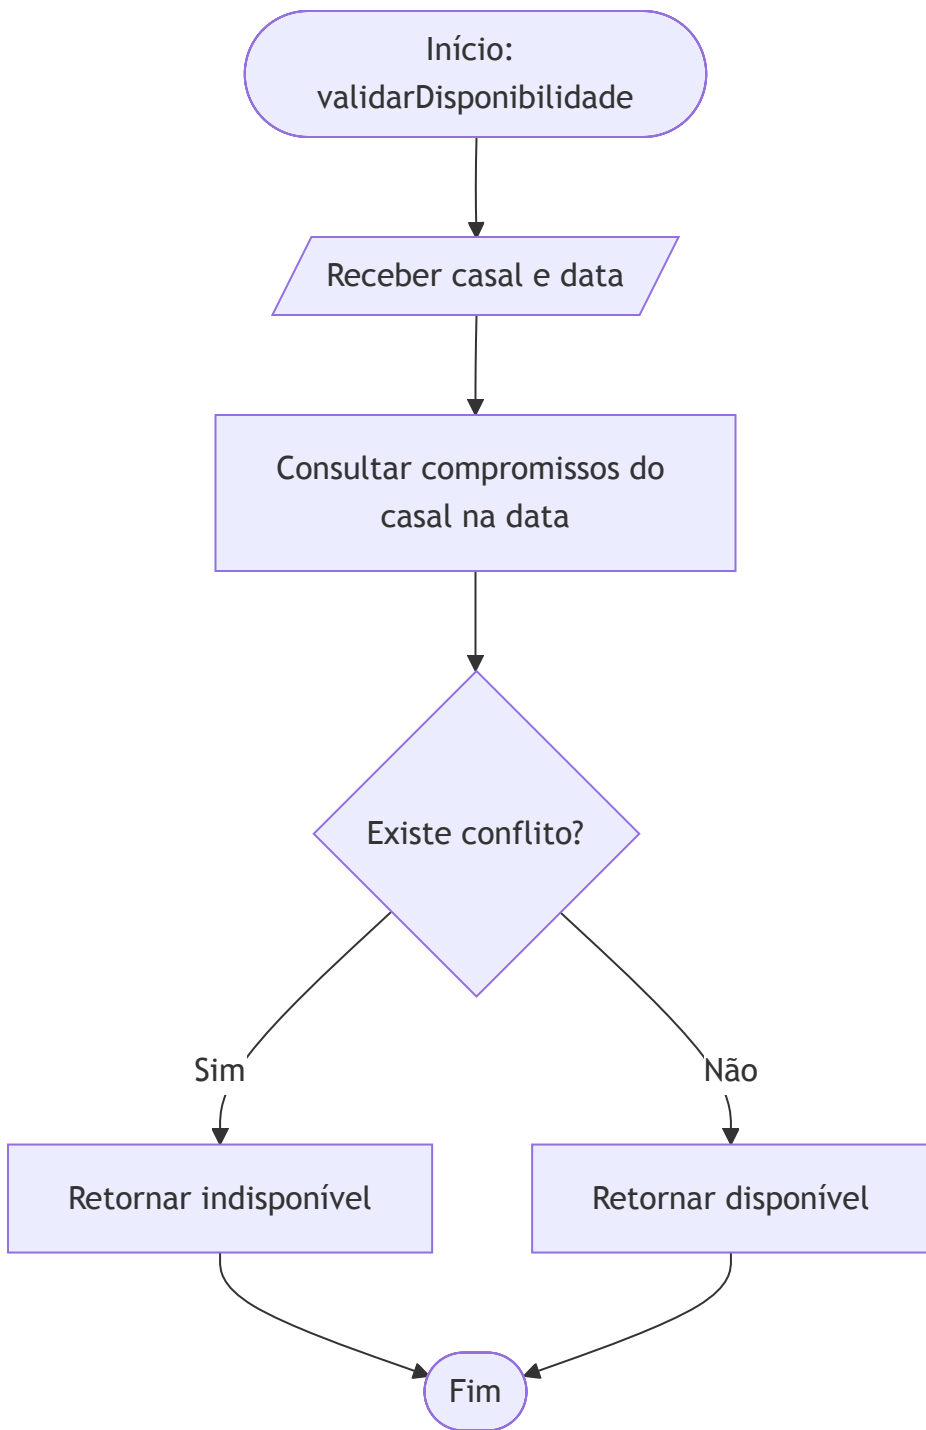 Início:
validarDisponibilidade
Receber casal e data
Consultar compromissos do
casal na data
Existe conflito?
Sim
Não
Retornar indisponível
Retornar disponível
Fim